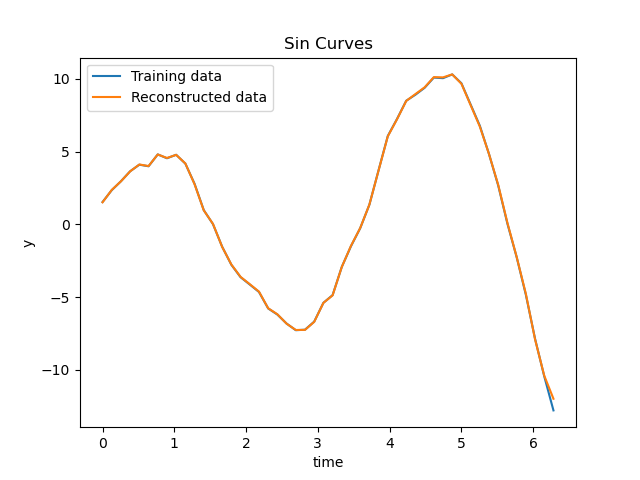 Sin Curves
Training data
Reconstructed data
10
5
0
−5
−10
y
0 1 2 3 4 5 6
time